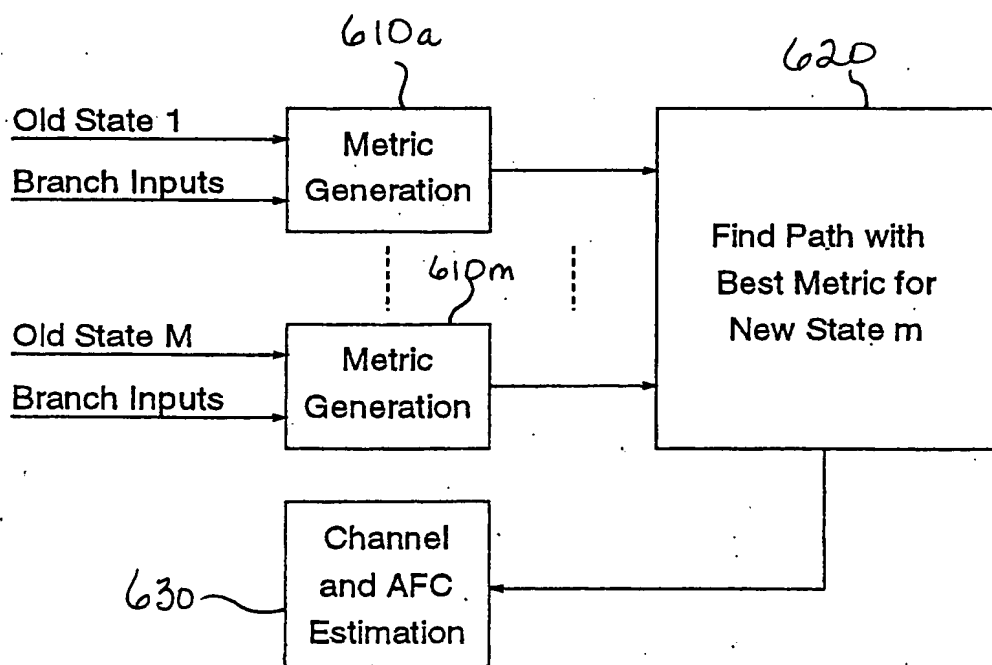 610a
620
Old State 1
Branch Inputs
Metric
Generation
Find Path with
Best Metric for
New State m
610m
Old State M
Branch Inputs
Metric
Generation
Channel
and AFC
Estimation
630